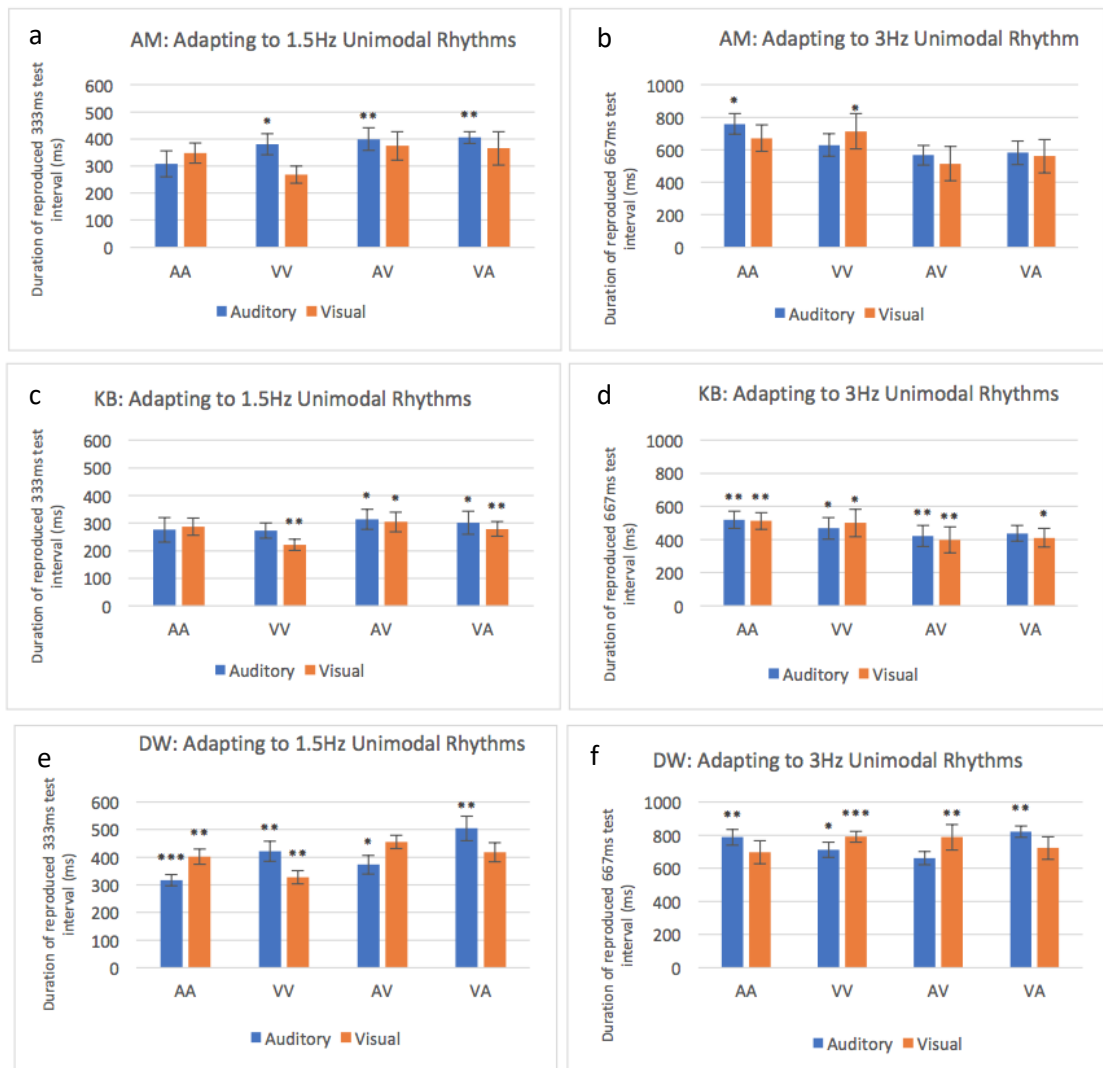 a
AM: Adapting to 1.5Hz Unimodal Rhythms
Duration of reproduced 333ms test
interval (ms)
600
500
400
300
200
100
0
* ** **
AA VV AV VA
Auditory Visual
b
AM: Adapting to 3Hz Unimodal Rhythm
Duration of reproduced 667ms test
interval (ms)
1000
800
600
400
200
0
* *
AA VV AV VA
Auditory Visual
c
KB: Adapting to 1.5Hz Unimodal Rhythms
Duration of reproduced 333ms test
interval (ms)
600
500
400
300
200
100
0
** * * * **
AA VV AV VA
Auditory Visual
d
KB: Adapting to 3Hz Unimodal Rhythms
Duration of reproduced 667ms test
interval (ms)
1000
800
600
400
200
0
** ** * * ** ** *
AA VV AV VA
Auditory Visual
e
DW: Adapting to 1.5Hz Unimodal Rhythms
Duration of reproduced 333ms test
interval (ms)
600
500
400
300
200
100
0
*** ** ** ** * **
AA VV AV VA
Auditory Visual
f
DW: Adapting to 3Hz Unimodal Rhythms
Duration of reproduced 667ms test
interval (ms)
1000
800
600
400
200
0
** * *** ** **
AA VV AV VA
Auditory Visual